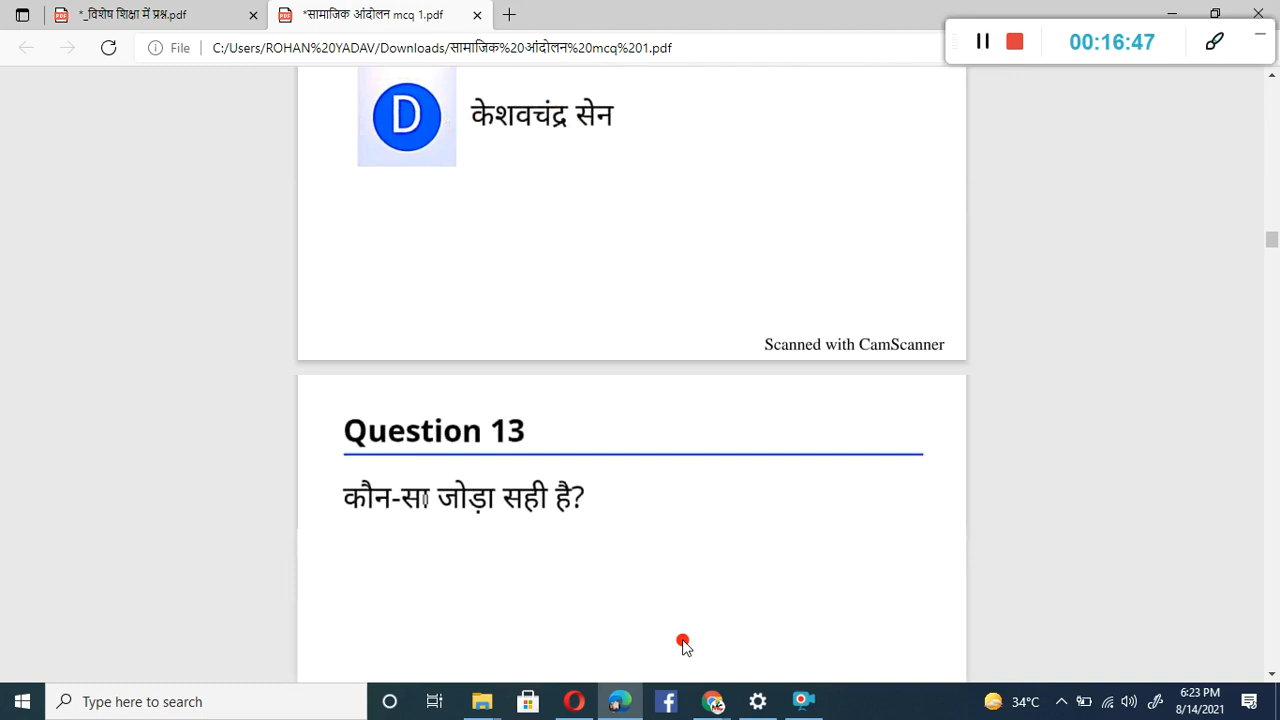 _विशेष शिक्षा में प्रश्न.pdf
*सामाजिक आंदोलन mcq 1.pdf
File
C:/Users/ROHAN%20YADAV/Downloads/सामाजिक%20आंदोलन%20mcq%201.pdf
00:16:47
D केशवचंद्र सेन
Scanned with CamScanner
Question 13
कौन-सा जोड़ा सही है?
Type here to search
34°C
6:23 PM
8/14/2021